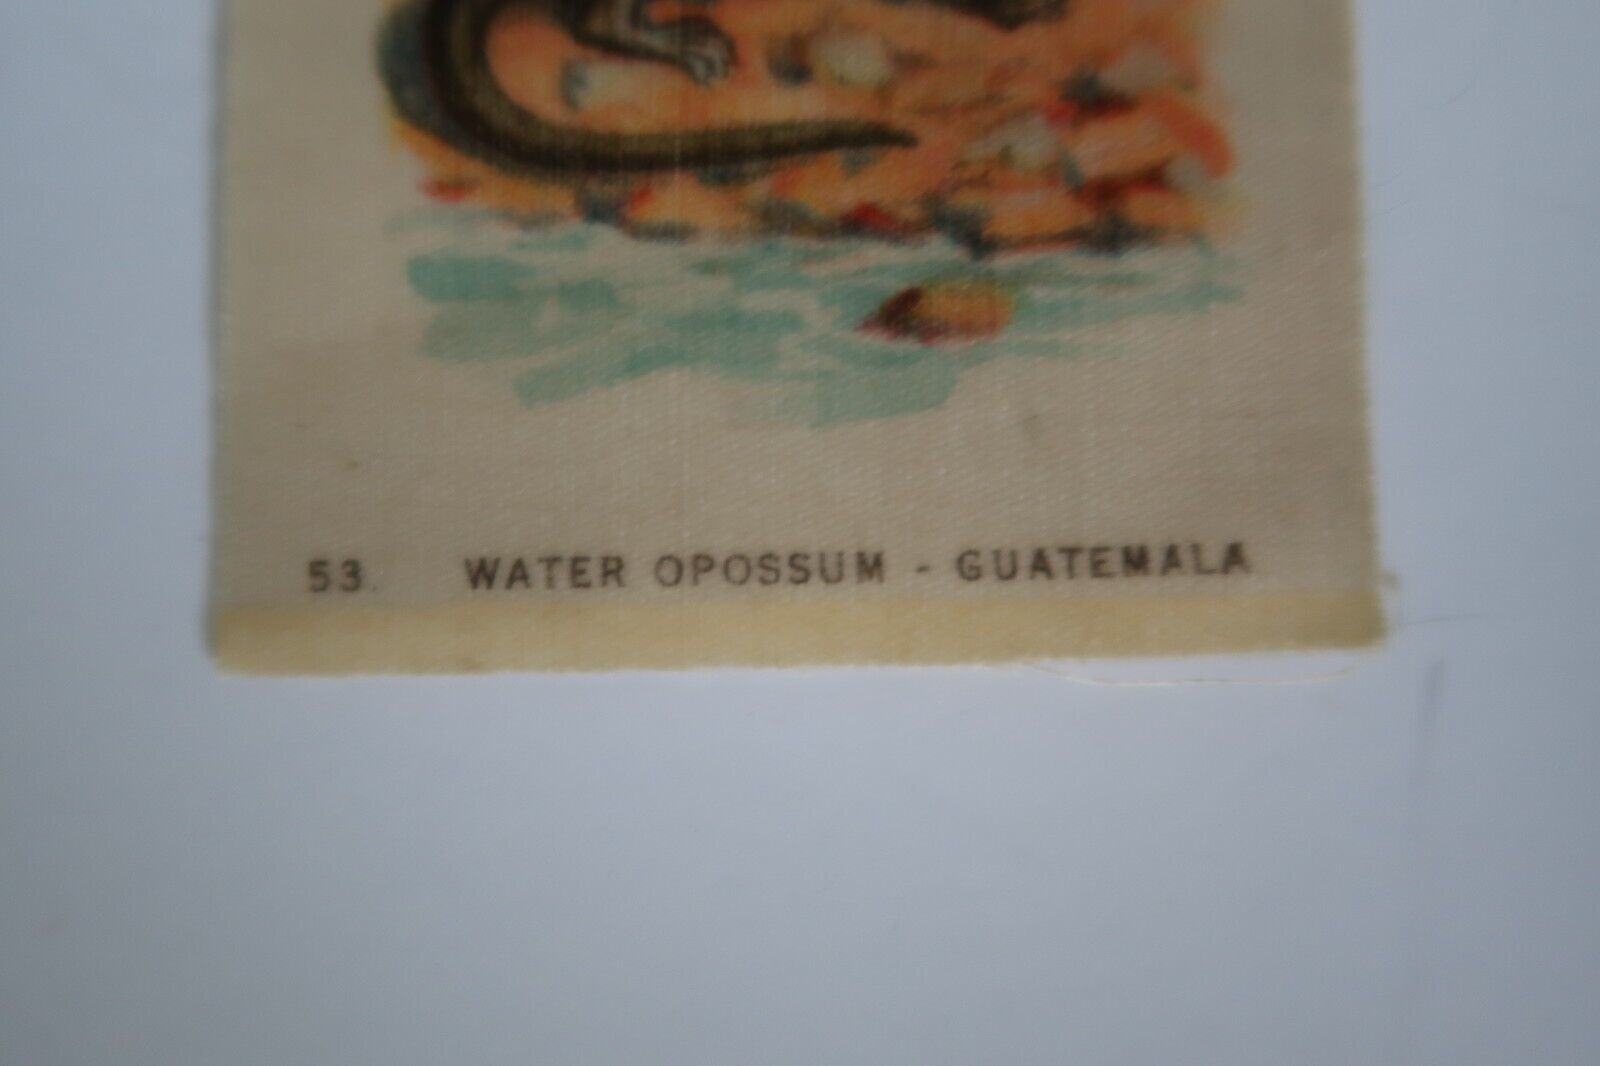 53. WATER OPOSSUM - GUATEMALA